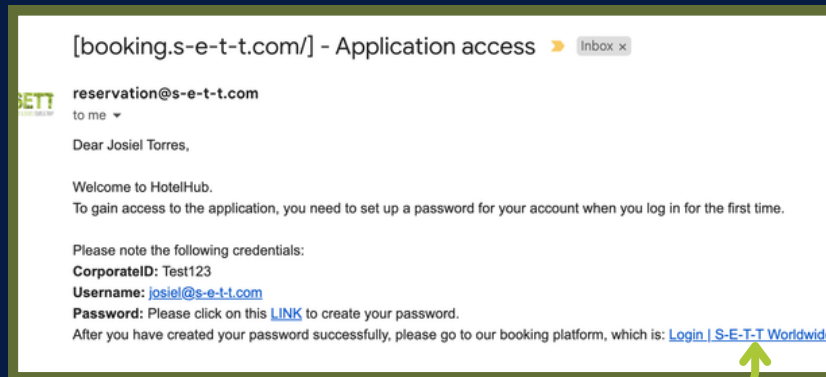 [booking.s-e-t-t.com/] - Application access Inbox x
SETT
reservation@s-e-t-t.com
to me
Dear Josiel Torres,
Welcome to HotelHub.
To gain access to the application, you need to set up a password for your account when you log in for the first time.
Please note the following credentials:
CorporateID: Test123
Username: josiel@s-e-t-t.com
Password: Please click on this LINK to create your password.
After you have created your password successfully, please go to our booking platform, which is: Login | S-E-T-T Worldwide